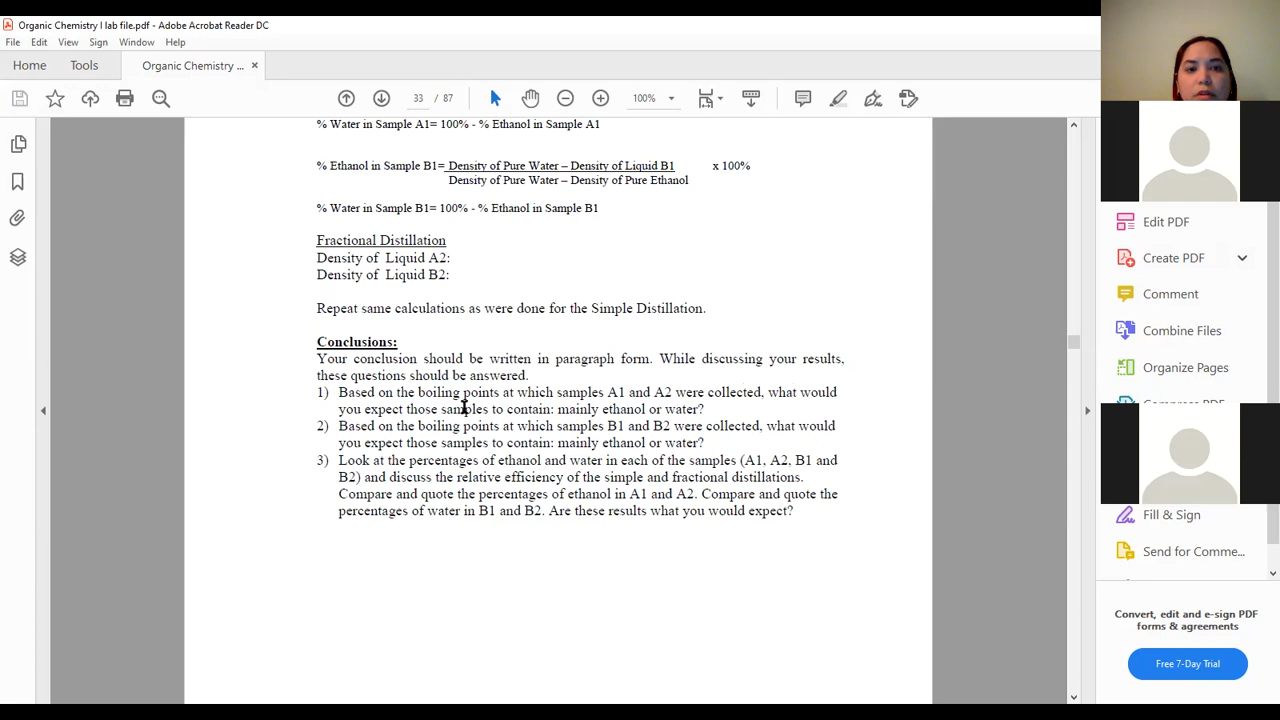 Organic Chemistry I lab file.pdf - Adobe Acrobat Reader DC
File Edit View Sign Window Help
Home Tools Organic Chemistry ... ×
33 / 87 100%
% Water in Sample A1= 100% - % Ethanol in Sample A1
% Ethanol in Sample B1= Density of Pure Water – Density of Liquid B1 x 100%
Density of Pure Water – Density of Pure Ethanol
% Water in Sample B1= 100% - % Ethanol in Sample B1
Fractional Distillation
Density of Liquid A2:
Density of Liquid B2:
Repeat same calculations as were done for the Simple Distillation.
Conclusions:
Your conclusion should be written in paragraph form. While discussing your results,
these questions should be answered.
1) Based on the boiling points at which samples A1 and A2 were collected, what would
you expect those samples to contain: mainly ethanol or water?
2) Based on the boiling points at which samples B1 and B2 were collected, what would
you expect those samples to contain: mainly ethanol or water?
3) Look at the percentages of ethanol and water in each of the samples (A1, A2, B1 and
B2) and discuss the relative efficiency of the simple and fractional distillations.
Compare and quote the percentages of ethanol in A1 and A2. Compare and quote the
percentages of water in B1 and B2. Are these results what you would expect?
Edit PDF
Create PDF
Comment
Combine Files
Organize Pages
Compress PDF
Fill & Sign
Send for Comme...
Convert, edit and e-sign PDF
forms & agreements
Free 7-Day Trial